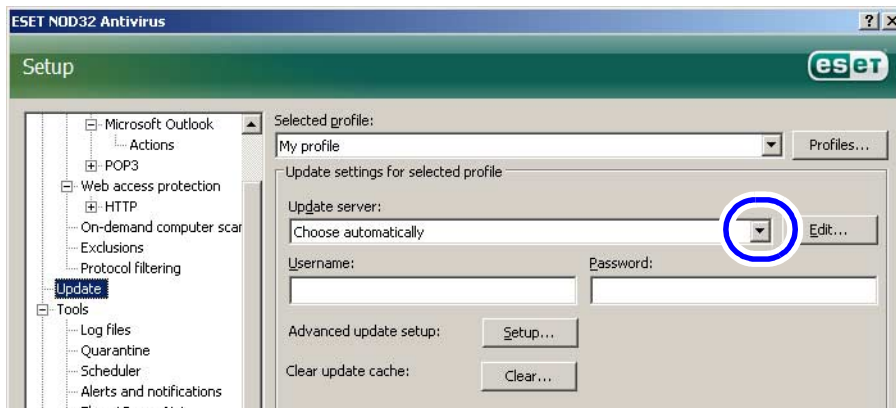 ESET NOD32 Antivirus
Setup
eset
Microsoft Outlook
Actions
POP3
Web access protection
HTTP
On-demand computer scar
Exclusions
Protocol filtering
Update
Tools
Log files
Quarantine
Scheduler
Alerts and notifications
Selected profile:
My profile
Profiles...
Update settings for selected profile
Update server:
Choose automatically
Edit...
Username:
Password:
Advanced update setup:
Setup...
Clear update cache:
Clear...